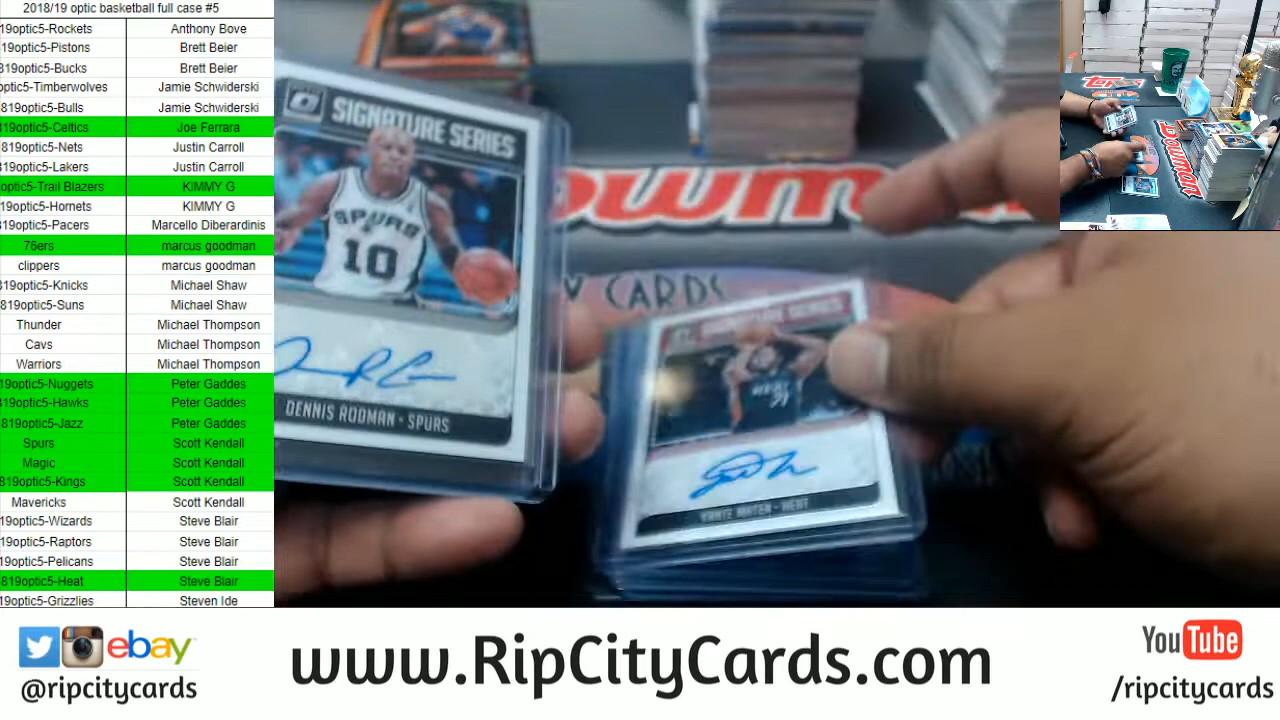 2018/19 optic basketball full case #5
19optic5-Rockets Anthony Bove
19optic5-Pistons Brett Beier
819optic5-Bucks Brett Beier
optic5-Timberwolves Jamie Schwiderski
819optic5-Bulls Jamie Schwiderski
819optic5-Celtics Joe Ferrara
19optic5-Nets Justin Carroll
19optic5-Lakers Justin Carroll
optic5-Trail Blazers KIMMY G
19optic5-Hornets KIMMY G
819optic5-Pacers Marcello Diberardinis
76ers marcus goodman
clippers marcus goodman
819optic5-Knicks Michael Shaw
819optic5-Suns Michael Shaw
Thunder Michael Thompson
Cavs Michael Thompson
Warriors Michael Thompson
19optic5-Nuggets Peter Gaddes
819optic5-Hawks Peter Gaddes
819optic5-Jazz Peter Gaddes
Spurs Scott Kendall
Magic Scott Kendall
819optic5-Kings Scott Kendall
Mavericks Scott Kendall
19optic5-Wizards Steve Blair
19optic5-Raptors Steve Blair
19optic5-Pelicans Steve Blair
819optic5-Heat Steve Blair
19optic5-Grizzlies Steven Ide
SIGNATURE SERIES
SPURS
10
DENNIS RODMAN - SPURS
CARDS
SIGNATURE SERIES
ebay
@ripcitycards
www.RipCityCards.com
YouTube
/ripcitycards